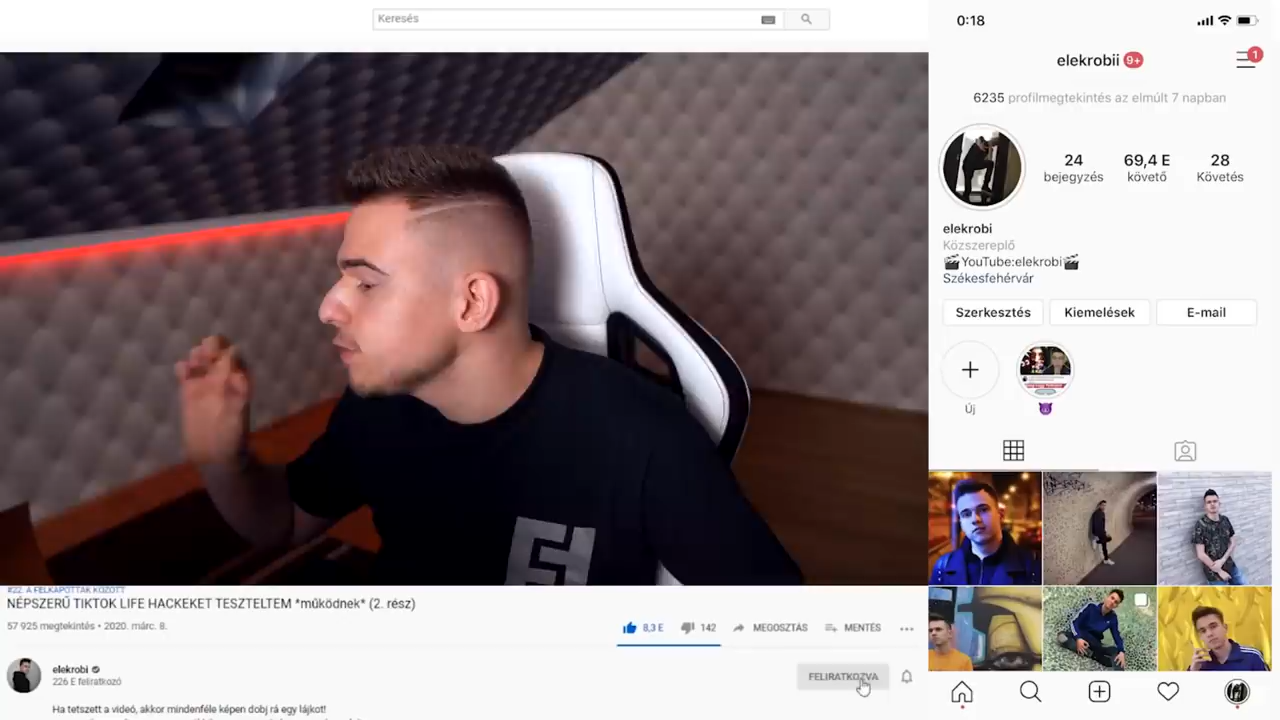 Keresés
#22. A FELKAPOTTAK KÖZÖTT
NÉPSZERŰ TIKTOK LIFE HACKEKET TESZTELTEM *működnek* (2. rész)
57 925 megtekintés • 2020. márc. 8.
8,3 E
142
MEGOSZTÁS
MENTÉS
elekrobi
226 E feliratkozó
FELIRATKOZVA
Ha tetszett a videó, akkor mindenféle képen dobj rá egy lájkot!
0:18
elekrobii 9+
1
6235 profilmegtekintés az elmúlt 7 napban
24
bejegyzés
69,4 E
követő
28
Követés
elekrobi
Közszereplő
🎬YouTube:elekrobi🎬
Székesfehérvár
Szerkesztés
Kiemelések
E-mail
Új
😈